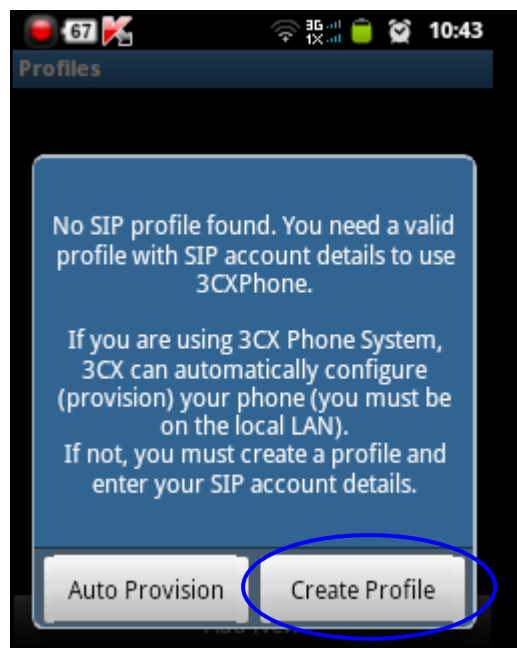 67 3G 1X 10:43
Profiles
No SIP profile found. You need a valid
profile with SIP account details to use
3CXPhone.
If you are using 3CX Phone System,
3CX can automatically configure
(provision) your phone (you must be
on the local LAN).
If not, you must create a profile and
enter your SIP account details.
Auto Provision Create Profile
Add New